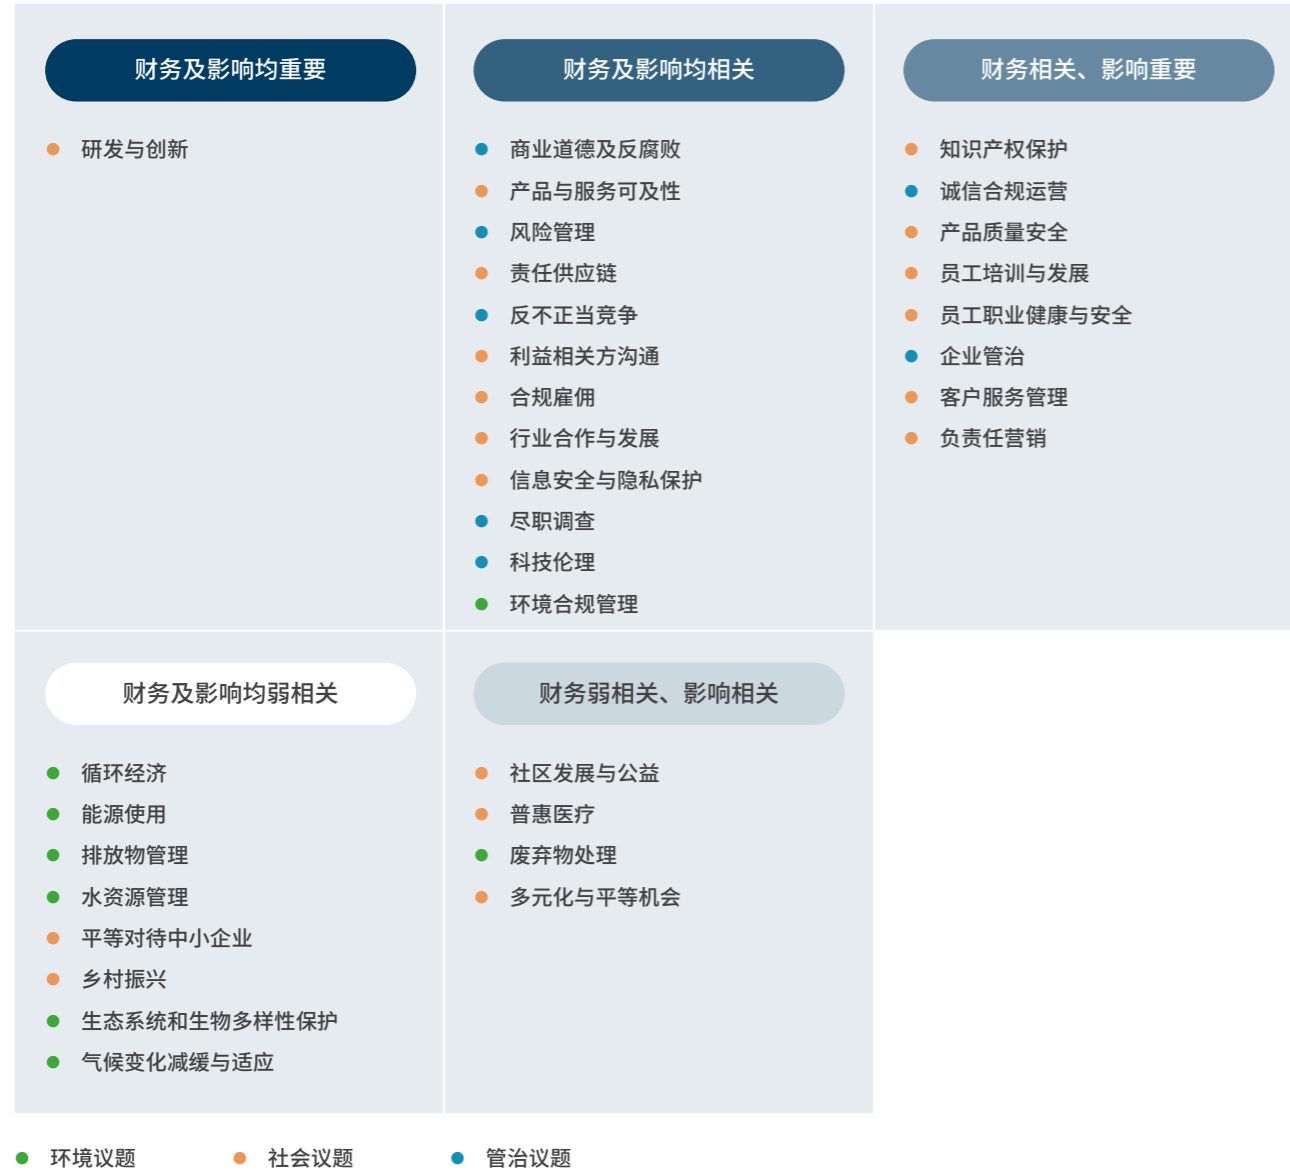 财务及影响均重要
研发与创新
财务及影响均相关
商业道德及反腐败
产品与服务可及性
风险管理
责任供应链
反不正当竞争
利益相关方沟通
合规雇佣
行业合作与发展
信息安全与隐私保护
尽职调查
科技伦理
环境合规管理
财务相关、影响重要
知识产权保护
诚信合规运营
产品质量安全
员工培训与发展
员工职业健康与安全
企业管治
客户服务管理
负责任营销
财务及影响均弱相关
循环经济
能源使用
排放物管理
水资源管理
平等对待中小企业
乡村振兴
生态系统和生物多样性保护
气候变化减缓与适应
财务弱相关、影响相关
社区发展与公益
普惠医疗
废弃物处理
多元化与平等机会
环境议题
社会议题
管治议题